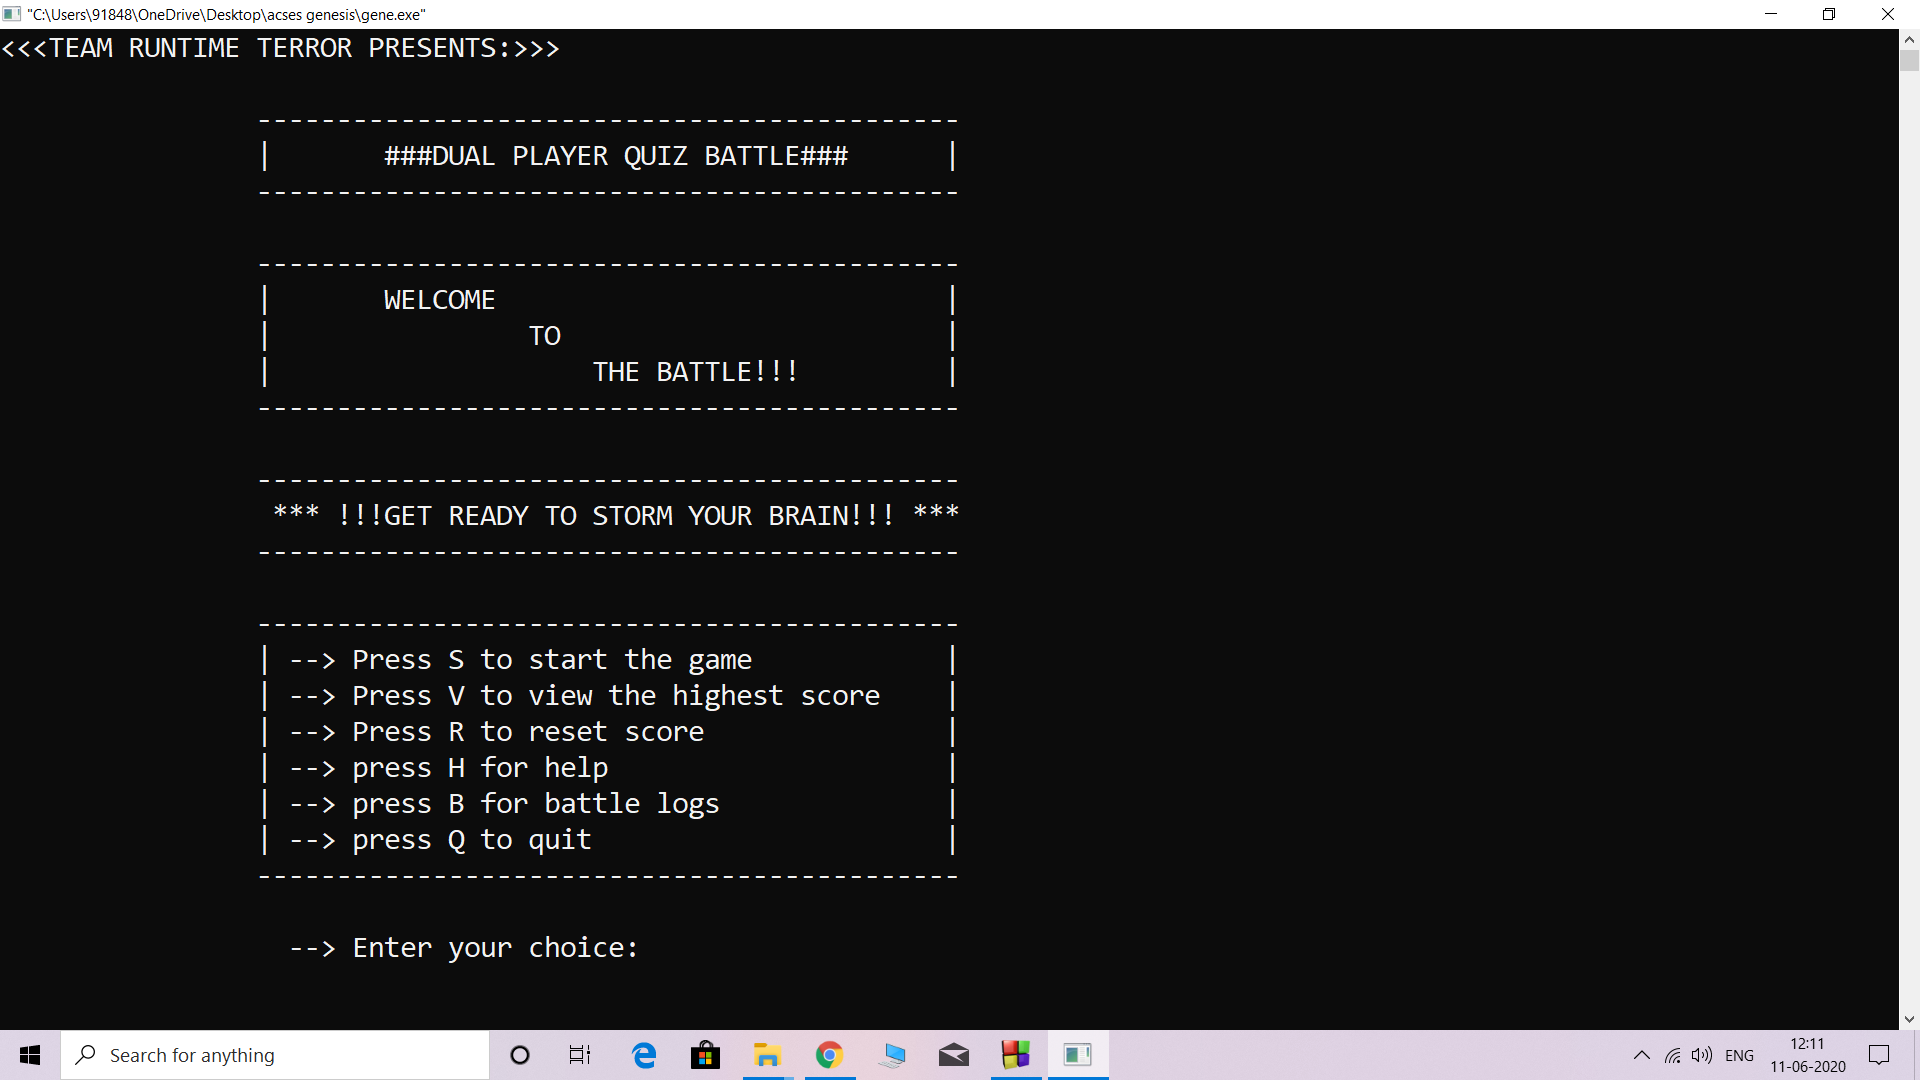 "C:\Users\91848\OneDrive\Desktop\acses genesis\gene.exe"
<<<TEAM RUNTIME TERROR PRESENTS:>>>
--------------------------------------------
|       ###DUAL PLAYER QUIZ BATTLE###      |
--------------------------------------------
--------------------------------------------
|       WELCOME                            |
|                TO                        |
|                    THE BATTLE!!!         |
--------------------------------------------
--------------------------------------------
*** !!!GET READY TO STORM YOUR BRAIN!!! ***
--------------------------------------------
--------------------------------------------
| --> Press S to start the game            |
| --> Press V to view the highest score    |
| --> Press R to reset score               |
| --> press H for help                     |
| --> press B for battle logs              |
| --> press Q to quit                      |
--------------------------------------------
--> Enter your choice:
Search for anything
ENG
12:11
11-06-2020